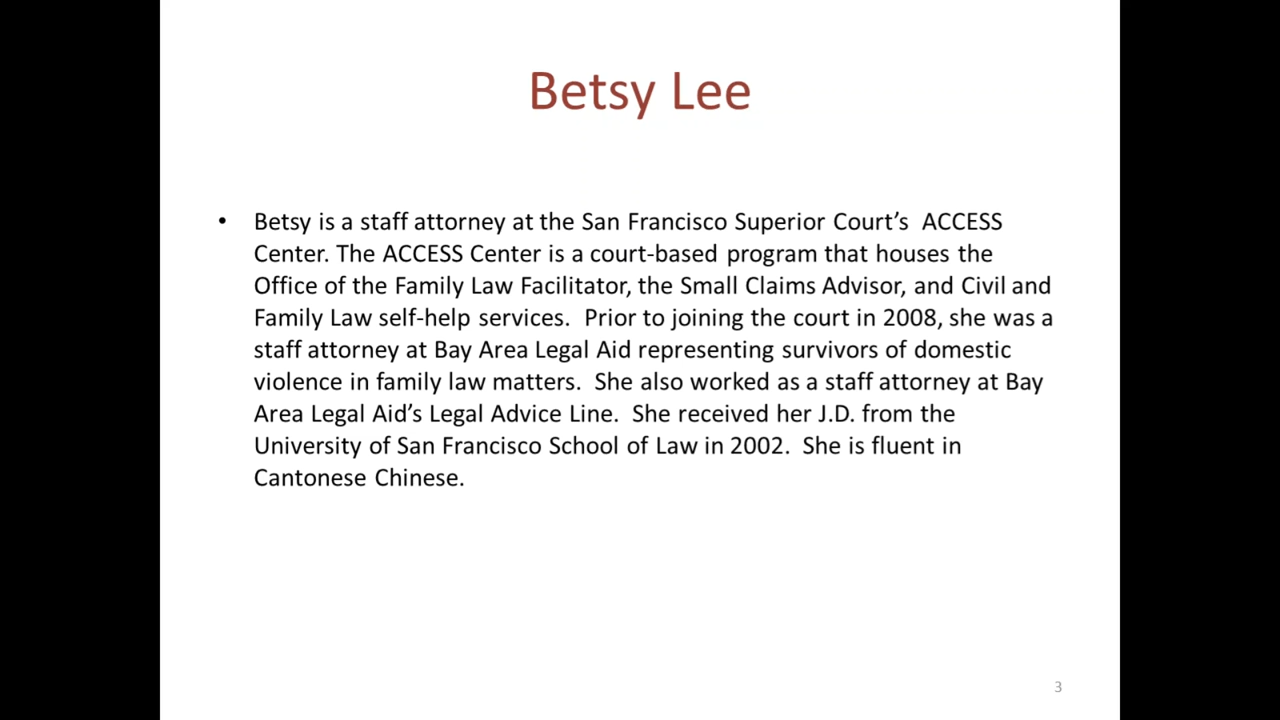 Betsy Lee
• Betsy is a staff attorney at the San Francisco Superior Court’s  ACCESS
Center. The ACCESS Center is a court-based program that houses the
Office of the Family Law Facilitator, the Small Claims Advisor, and Civil and
Family Law self-help services.  Prior to joining the court in 2008, she was a
staff attorney at Bay Area Legal Aid representing survivors of domestic
violence in family law matters.  She also worked as a staff attorney at Bay
Area Legal Aid’s Legal Advice Line.  She received her J.D. from the
University of San Francisco School of Law in 2002.  She is fluent in
Cantonese Chinese.
3